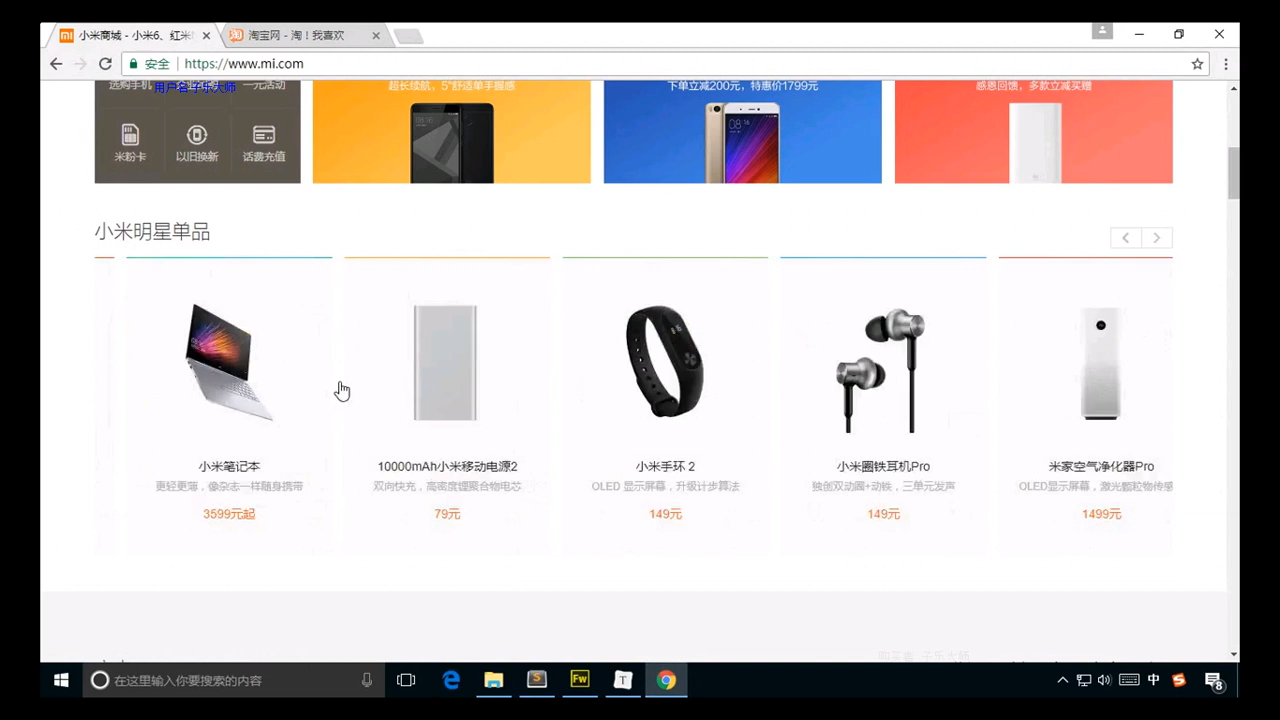 小米商城 - 小米6、红米
淘宝网 - 淘！我喜欢
安全
https://www.mi.com
选购手机
一元活动
用户名子乐大师
米粉卡
以旧换新
话费充值
超长续航，5"舒适单手握感
下单立减200元，特惠价1799元
感恩回馈，多款立减买赠
小米明星单品
小米笔记本
更轻更薄，像杂志一样随身携带
3599元起
10000mAh小米移动电源2
双向快充，高密度锂聚合物电芯
79元
小米手环 2
OLED 显示屏幕，升级计步算法
149元
小米圈铁耳机Pro
独创双动圈+动铁，三单元发声
149元
米家空气净化器Pro
OLED显示屏幕，激光颗粒物传感
1499元
在这里输入你要搜索的内容
Fw
中
8